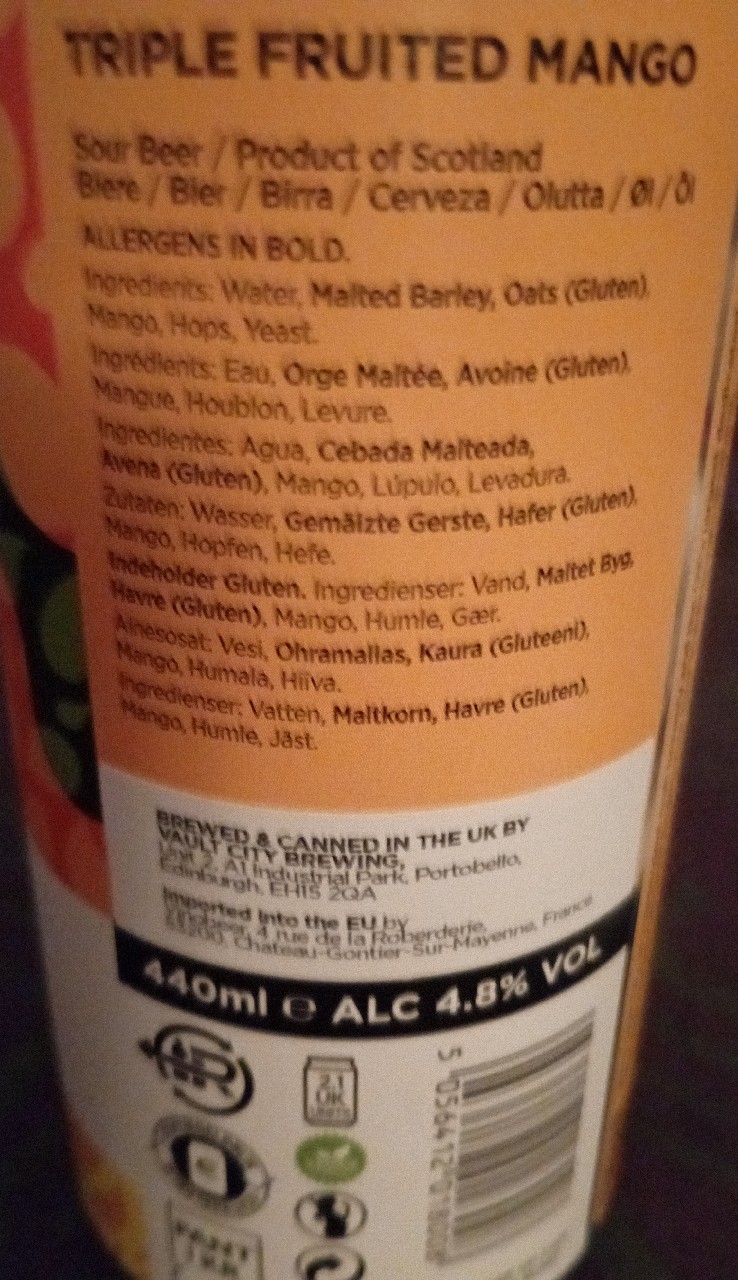 TRIPLE FRUITED MANGO
Sour Beer / Product of Scotland
Biere / Bier / Birra / Cerveza / Olutta / Øl / Öl
ALLERGENS IN BOLD.
Ingredients: Water, Malted Barley, Oats (Gluten),
Mango, Hops, Yeast.
Ingrédients: Eau, Orge Maltée, Avoine (Gluten),
Mangue, Houblon, Levure.
Ingredientes: Agua, Cebada Malteada,
Avena (Gluten), Mango, Lúpulo, Levadura.
Zutaten: Wasser, Gemälzte Gerste, Hafer (Gluten),
Mango, Hopfen, Hefe.
Indeholder Gluten. Ingredienser: Vand, Maltet Byg,
Havre (Gluten), Mango, Humle, Gær.
Ainesosat: Vesi, Ohramallas, Kaura (Gluteeni),
Mango, Humala, Hiiva.
Ingredienser: Vatten, Maltkorn, Havre (Gluten),
Mango, Humle, Jäst.
BREWED & CANNED IN THE UK BY
VAULT CITY BREWING,
Unit 2, A1 Industrial Park, Portobello,
Edinburgh, EH15 2QA
Imported into the EU by
4 rue de la Roberderie,
53200, Chateau-Gontier-Sur-Mayenne, France
440ml e ALC 4.8% VOL
2.1
UK
UNITS